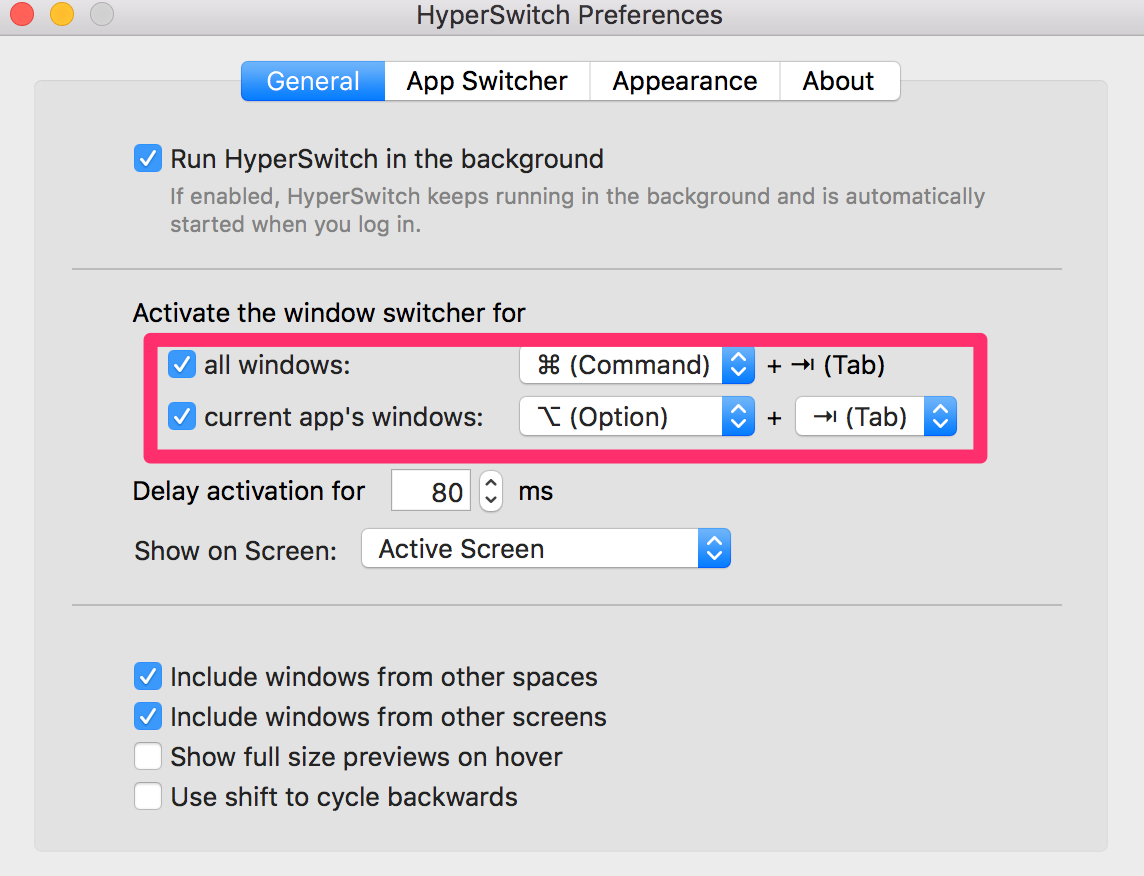 HyperSwitch Preferences
General App Switcher Appearance About
Run HyperSwitch in the background
If enabled, HyperSwitch keeps running in the background and is automatically
started when you log in.
Activate the window switcher for
all windows: ⌘ (Command) + ⇥ (Tab)
current app's windows: ⌥ (Option) + ⇥ (Tab)
Delay activation for 80 ms
Show on Screen: Active Screen
Include windows from other spaces
Include windows from other screens
Show full size previews on hover
Use shift to cycle backwards